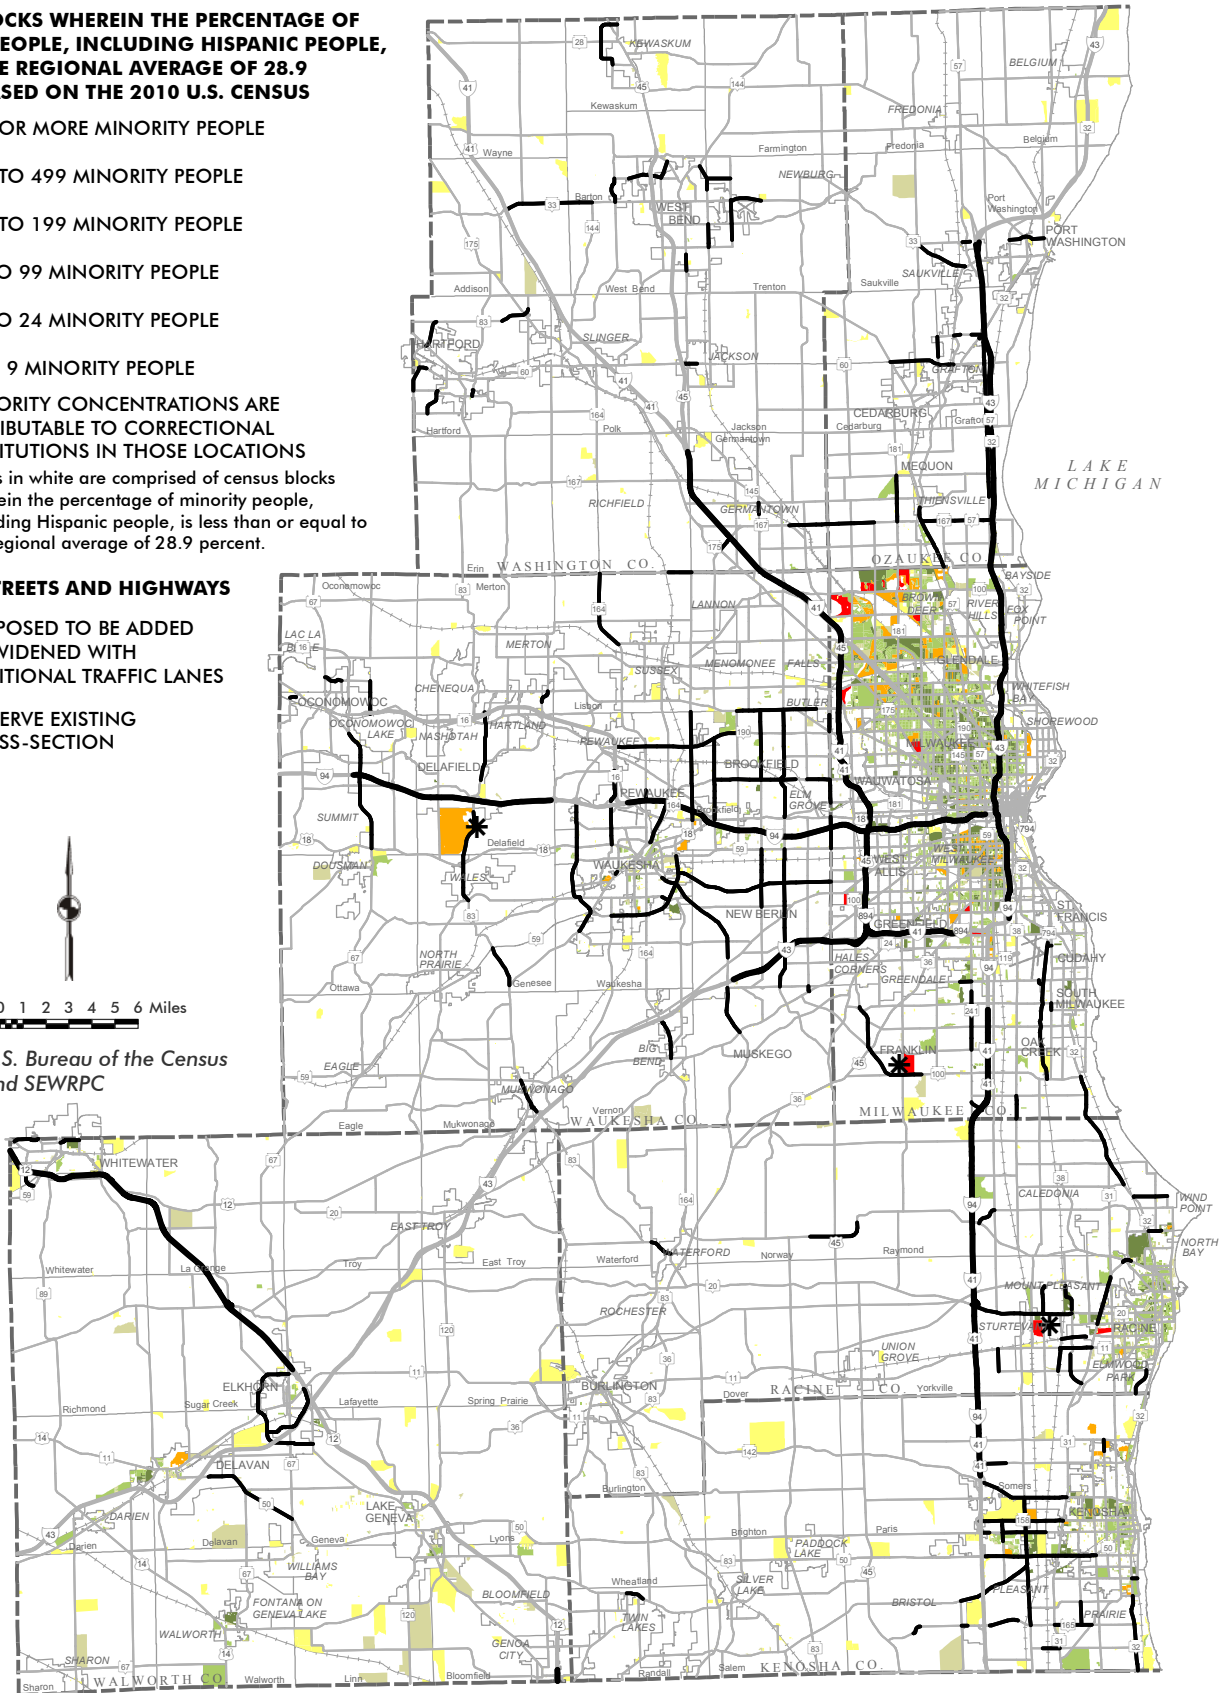 OCKS WHEREIN THE PERCENTAGE OF
EOPLE, INCLUDING HISPANIC PEOPLE,
E REGIONAL AVERAGE OF 28.9
ASED ON THE 2010 U.S. CENSUS
OR MORE MINORITY PEOPLE
TO 499 MINORITY PEOPLE
TO 199 MINORITY PEOPLE
O 99 MINORITY PEOPLE
O 24 MINORITY PEOPLE
9 MINORITY PEOPLE
ORITY CONCENTRATIONS ARE
RIBUTABLE TO CORRECTIONAL
TITUTIONS IN THOSE LOCATIONS
s in white are comprised of census blocks
ein the percentage of minority people,
ding Hispanic people, is less than or equal to
egional average of 28.9 percent.
TREETS AND HIGHWAYS
POSED TO BE ADDED
WIDENED WITH
ITIONAL TRAFFIC LANES
ERVE EXISTING
SS-SECTION
0 1 2 3 4 5 6 Miles
.S. Bureau of the Census
nd SEWRPC
KEWASKUM
Kewaskum
Wayne
Barton
WEST
BEND
Farmington
NEWBURG
FREDONIA
Fredonia
BELGIUM
Belgium
Port
Washington
PORT
WASHINGTON
SAUKVILLE
Saukville
Addison
West Bend
Trenton
HARTFORD
SLINGER
JACKSON
GRAFTON
Grafton
CEDARBURG
Cedarburg
Hartford
Polk
Jackson
Germantown
MEQUON
THIENSVILLE
RICHFIELD
GERMANTOWN
LAKE
MICHIGAN
Erin
WASHINGTON CO.
OZAUKEE CO.
Oconomowoc
Merton
LANNON
BAYSIDE
BROWN
DEER
RIVER
HILLS
FOX
POINT
LAC LA
MERTON
SUSSEX
MENOMONEE FALLS
GLENDALE
CHENEQUA
OCONOMOWOC
OCONOMOWOC
LAKE
NASHOTAH
HARTLAND
Lisbon
BUTLER
WHITEFISH
BAY
SHOREWOOD
PEWAUKEE
MILWAUKEE
DELAFIELD
BROOKFIELD
WAUWATOSA
PEWAUKEE
Brookfield
ELM
GROVE
SUMMIT
Delafield
WAUKESHA
WEST
MILWAUKEE
WEST
ALLIS
DOUSMAN
WALES
NEW BERLIN
GREENFIELD
ST.
FRANCIS
NORTH
PRAIRIE
HALES
CORNERS
GREENDALE
CUDAHY
Ottawa
Genesee
Waukesha
SOUTH
MILWAUKEE
EAGLE
BIG
BEND
MUSKEGO
FRANKLIN
OAK
CREEK
MUKWONAGO
Eagle
Mukwonago
Vernon
WAUKESHA CO.
MILWAUKEE CO.
WHITEWATER
CALEDONIA
WIND
POINT
NORTH
BAY
EAST TROY
Whitewater
La Grange
Troy
East Troy
Waterford
WATERFORD
Norway
Raymond
ROCHESTER
MOUNT PLEASANT
RACINE
UNION
GROVE
ELMWOOD
PARK
ELKHORN
BURLINGTON
Richmond
Sugar Creek
Lafayette
Spring Prairie
Dover
RACINE CO.
Yorkville
DELAVAN
Burlington
Somers
KENOSHA
DARIEN
Darien
Delavan
LAKE
GENEVA
Geneva
Lyons
Brighton
Paris
PADDOCK
LAKE
WILLIAMS
BAY
FONTANA ON
GENEVA LAKE
BLOOMFIELD
Wheatland
SILVER
LAKE
BRISTOL
PLEASANT
PRAIRIE
WALWORTH
TWIN
LAKES
GENOA
CITY
SHARON
Sharon
WALWORTH CO.
Walworth
Linn
Bloomfield
Randall
Salem
KENOSHA CO.